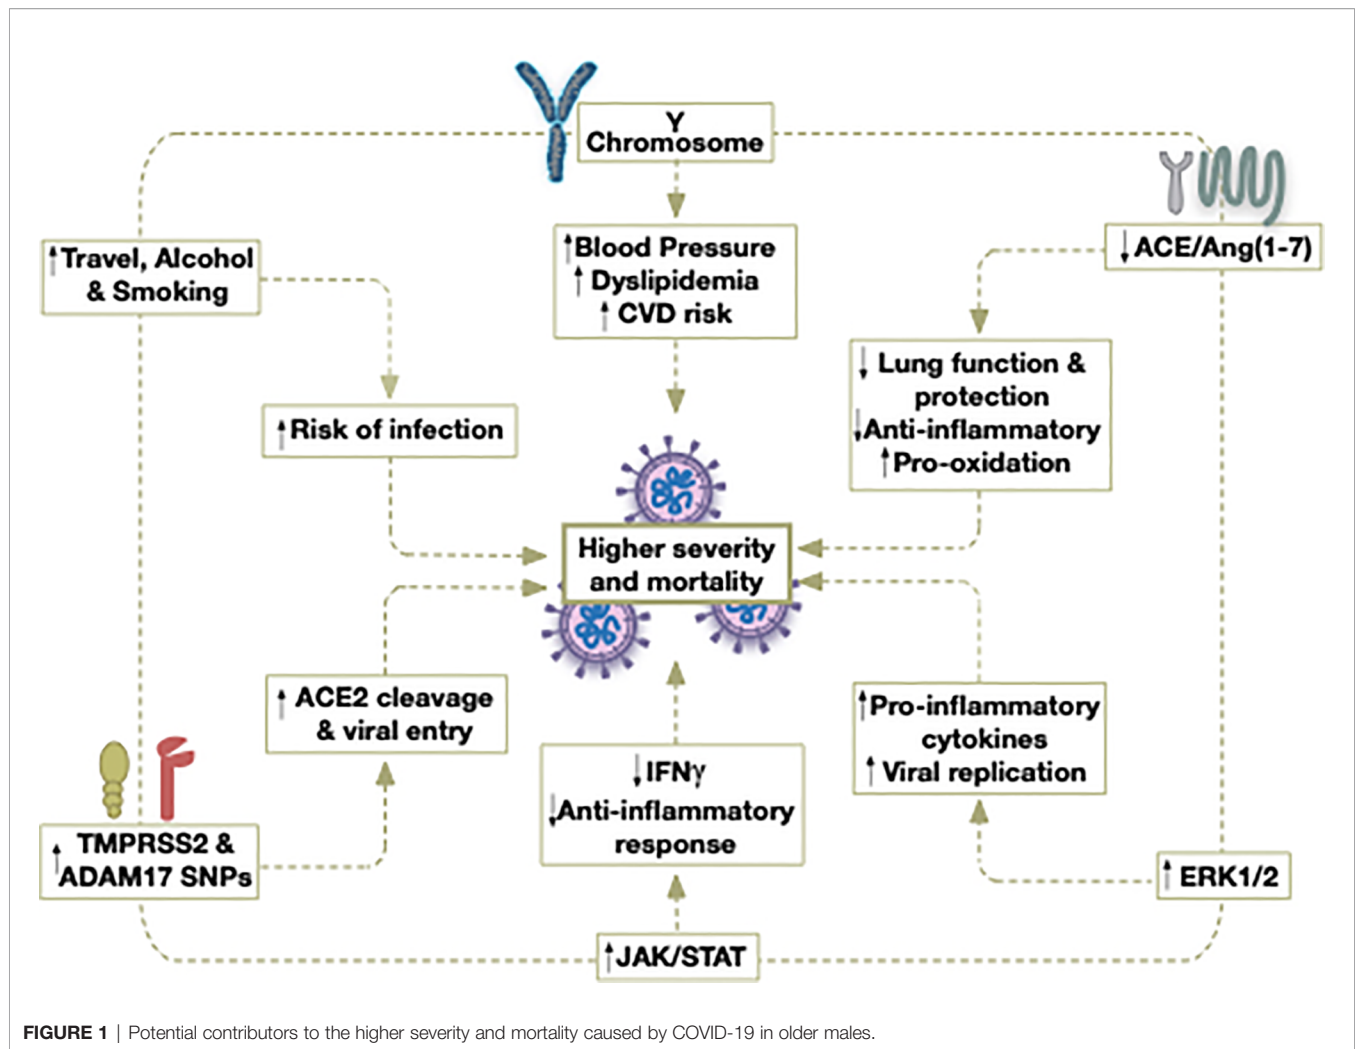 Y
Chromosome
↑Blood Pressure
↑ Dyslipidemia
↑ CVD risk
↑Travel, Alcohol
& Smoking
↑Risk of infection
↓ACE/Ang(1-7)
↓ Lung function &
protection
↓Anti-inflammatory
↑Pro-oxidation
Higher severity
and mortality
↑ ACE2 cleavage
& viral entry
↑ TMPRSS2 &
ADAM17 SNPs
↓IFNγ
↓Anti-inflammatory
response
↑JAK/STAT
↑Pro-inflammatory
cytokines
↑ Viral replication
↑ ERK1/2
FIGURE 1 | Potential contributors to the higher severity and mortality caused by COVID-19 in older males.